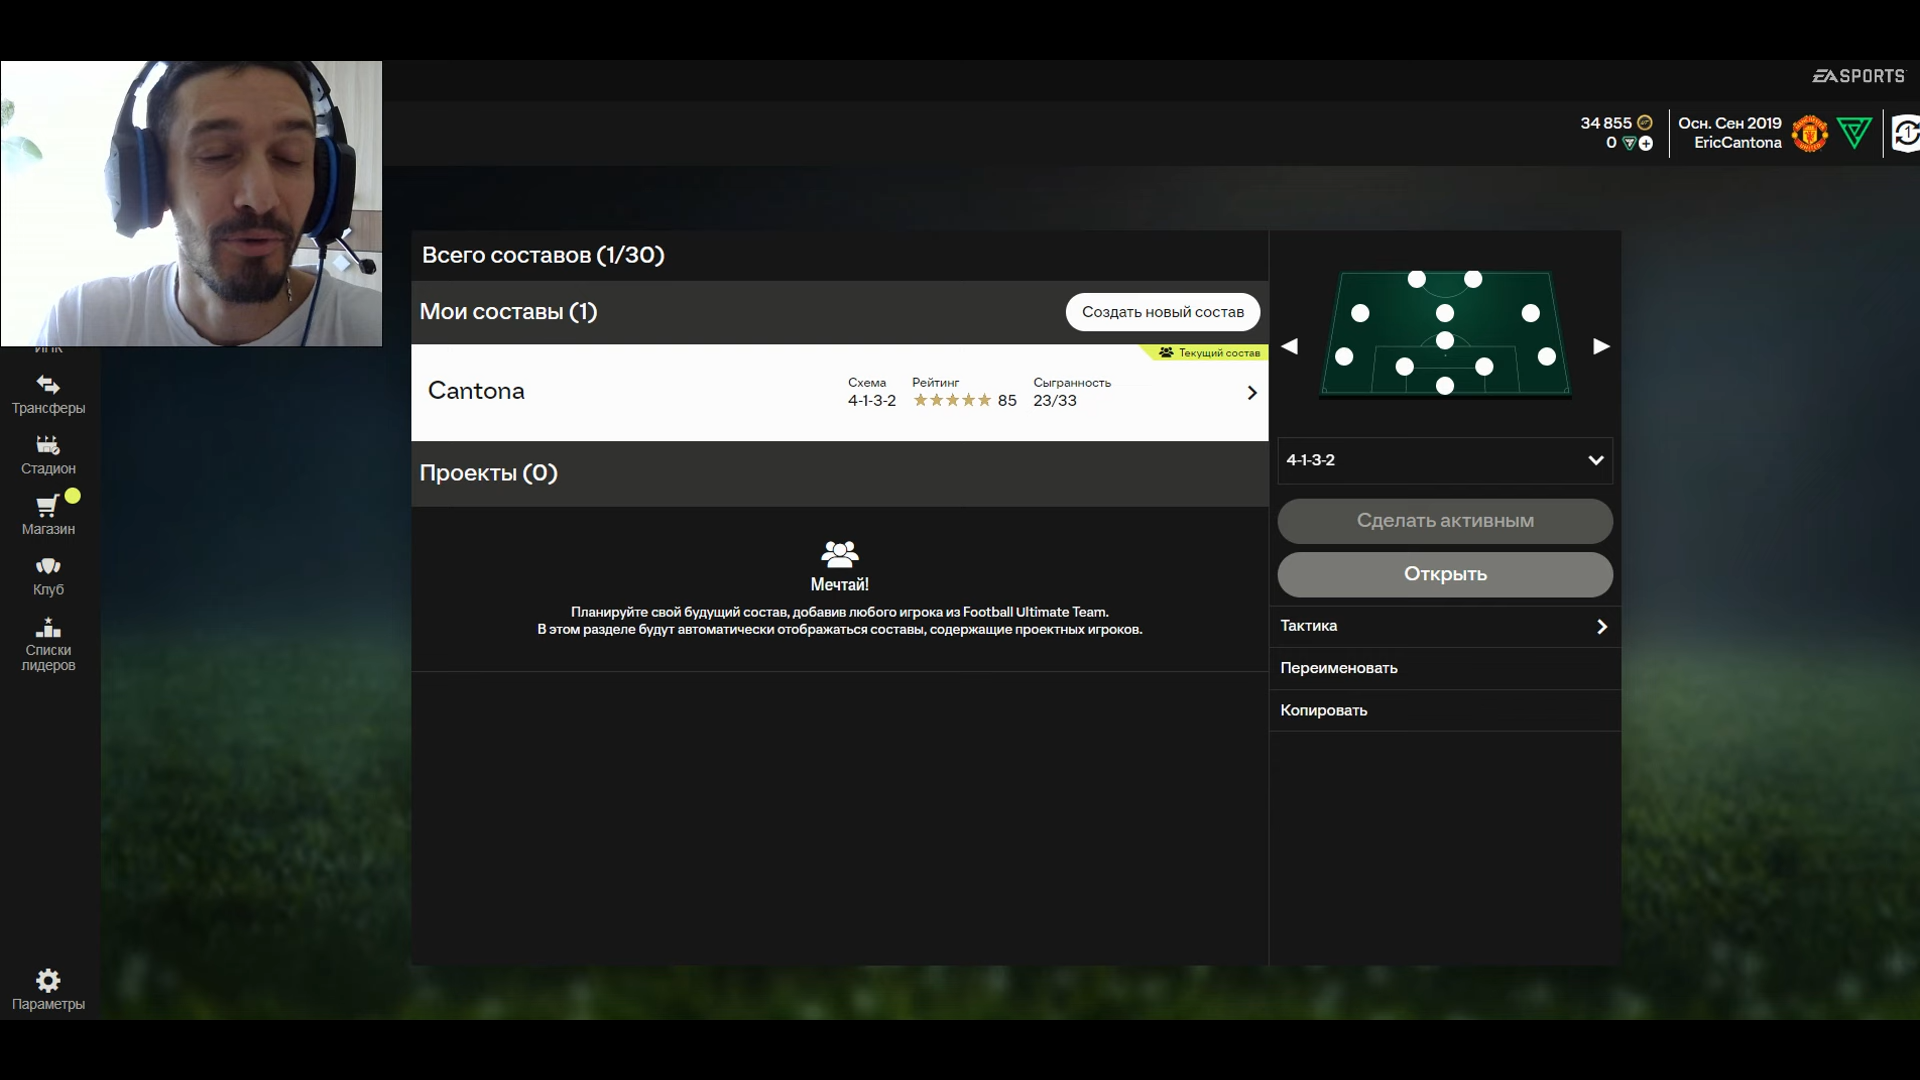 EA SPORTS
34 855
0
Осн. Сен 2019
EricCantona
1
Всего составов (1/30)
Мои составы (1)
Создать новый состав
Текущий состав
Cantona
Схема
4-1-3-2
Рейтинг
85
Сыгранность
23/33
Проекты (0)
Мечтай!
Планируйте свой будущий состав, добавив любого игрока из Football Ultimate Team.
В этом разделе будут автоматически отображаться составы, содержащие проектных игроков.
4-1-3-2
Сделать активным
Открыть
Тактика
Переименовать
Копировать
Трансферы
Стадион
Магазин
Клуб
Списки
лидеров
Параметры